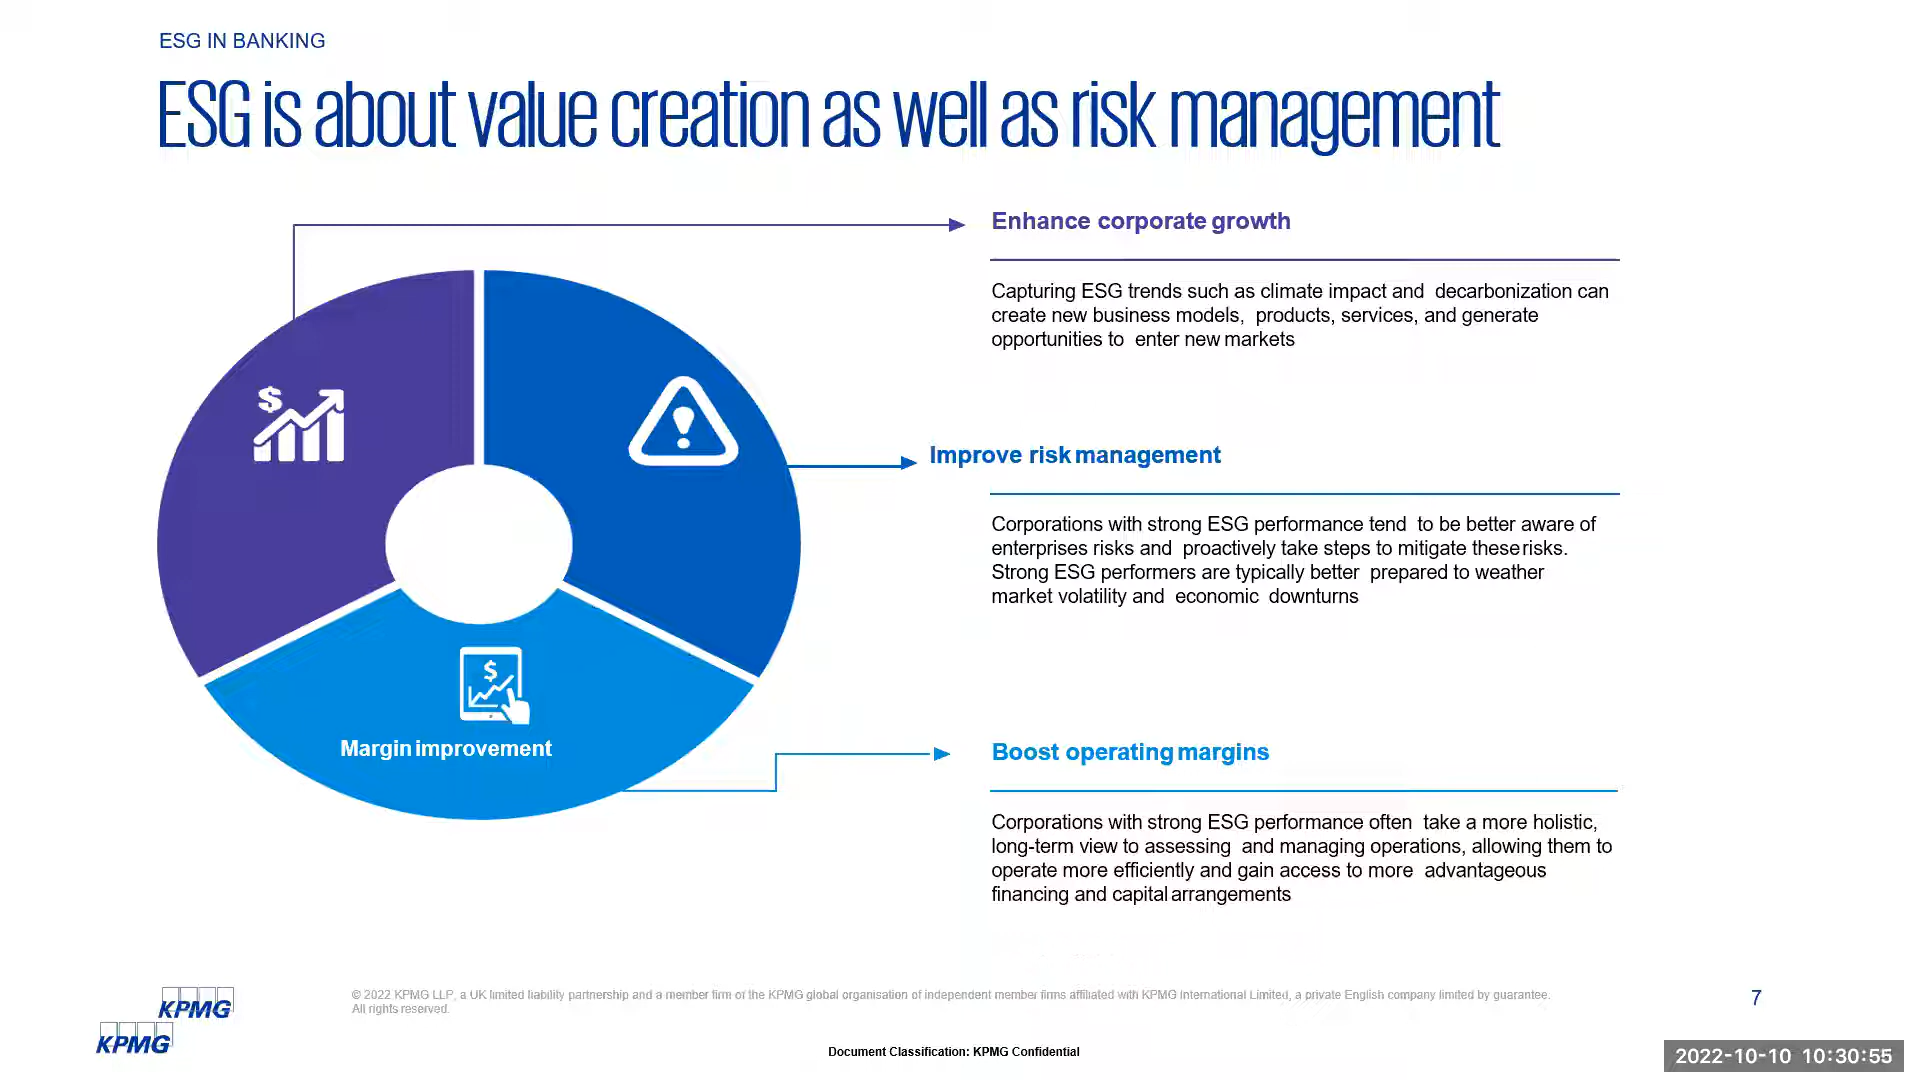 ESG IN BANKING
ESG is about value creation as well as risk management
Enhance corporate growth
Capturing ESG trends such as climate impact and decarbonization can
create new business models, products, services, and generate
opportunities to enter new markets
$
Improve risk management
Corporations with strong ESG performance tend to be better aware of
enterprises risks and proactively take steps to mitigate these risks.
Strong ESG performers are typically better prepared to weather
market volatility and economic downturns
$
Margin improvement
Boost operating margins
Corporations with strong ESG performance often take a more holistic,
long-term view to assessing and managing operations, allowing them to
operate more efficiently and gain access to more advantageous
financing and capital arrangements
KPMG
KPMG
© 2022 KPMG LLP, a UK limited liability partnership and a member firm of the KPMG global organisation of independent member firms affiliated with KPMG International Limited, a private English company limited by guarantee.
All rights reserved.
7
Document Classification: KPMG Confidential
2022-10-10 10:30:55